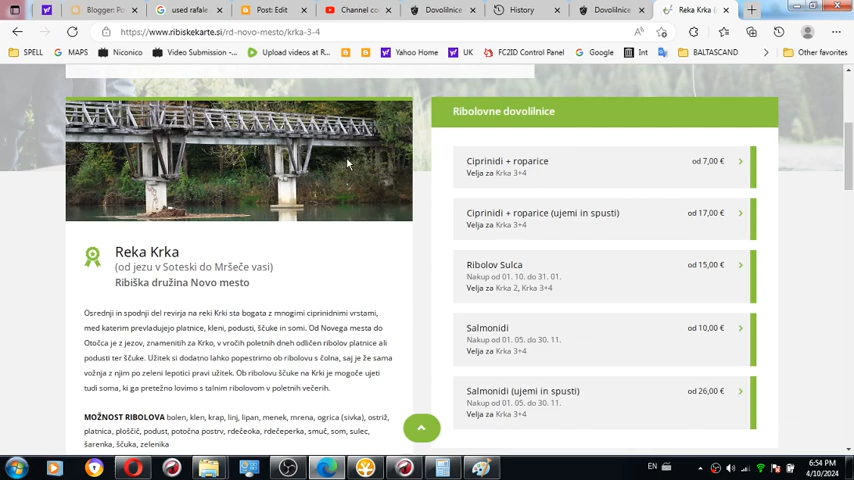 Blogger: Po
used rafale
Post: Edit
Channel co
Dovolilnice
History
Dovolilnice
Reka Krka
https://www.ribiskekarte.si/rd-novo-mesto/krka-3-4
SPELL
MAPS
Niconico
Video Submission -...
Upload videos at R...
Yahoo Home
UK
FC2ID Control Panel
Google
Int
BALTASCAND
Other favorites
Ribolovne dovolilnice
Ciprinidi + roparice
od 7,00 €
Velja za Krka 3+4
Ciprinidi + roparice (ujemi in spusti)
od 17,00 €
Velja za Krka 3+4
Ribolov Sulca
od 15,00 €
Nakup od 01. 10. do 31. 01.
Velja za Krka 2, Krka 3+4
Salmonidi
od 10,00 €
Nakup od 01. 05. do 30. 11.
Velja za Krka 3+4
Salmonidi (ujemi in spusti)
od 26,00 €
Nakup od 01. 05. do 30. 11.
Velja za Krka 3+4
Reka Krka
(od jezu v Soteski do Mršeče vasi)
Ribiška družina Novo mesto
Osrednji in spodnji del revirja na reki Krki sta bogata z mnogimi ciprinidnimi vrstami,
med katerim prevladujejo platnice, kleni, podusti, ščuke in somi. Od Novega mesta do
Otočca je z jezov, znamenitih za Krko, v vročih poletnih dneh odličen ribolov platnice ali
podusti ter ščuke. Užitek si dodatno lahko popestrimo ob ribolovu s čolna, saj je že sama
vožnja z njim po zeleni lepotici pravi užitek. Ob ribolovu ščuke na Krki je mogoče ujeti
tudi soma, ki ga pretežno lovimo s talnim ribolovom v poletnih večerih.
MOŽNOST RIBOLOVA bolen, klen, krap, linj, lipan, menek, mrena, ogrica (sivka), ostriž,
platnica, ploščič, podust, potočna postrv, rdečeoka, rdečeperka, smuč, som, sulec,
šarenka, ščuka, zelenika
EN
6:54 PM
4/10/2024